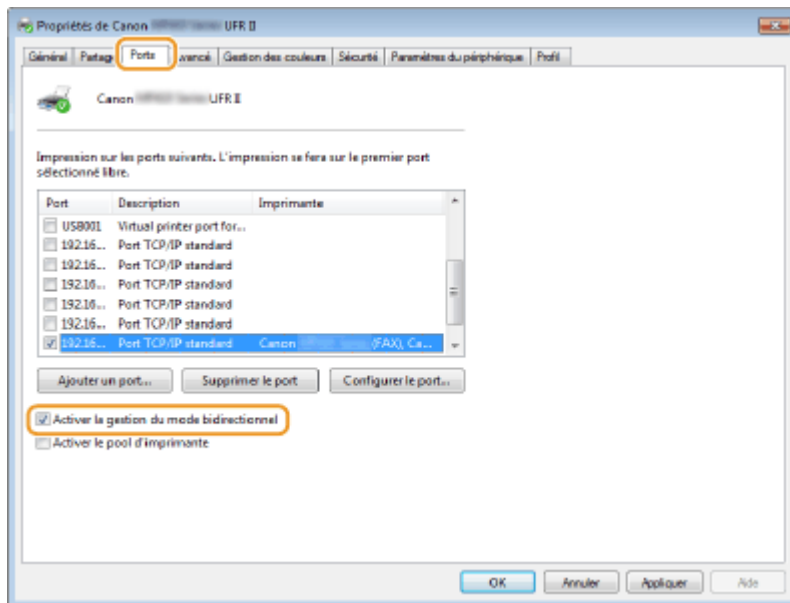 Propriétés de Canon UFR II
Général Partag Ports vancé Gestion des couleurs Sécurité Paramètres du périphérique Profil
Canon UFR II
Impression sur les ports suivants. L'impression se fera sur le premier port
sélectionné libre.
Port Description Imprimante
USB001 Virtual printer port for...
192.16... Port TCP/IP standard
192.16... Port TCP/IP standard
192.16... Port TCP/IP standard
192.16... Port TCP/IP standard
192.16... Port TCP/IP standard
192.16... Port TCP/IP standard Canon (FAX), Ca...
Ajouter un port... Supprimer le port Configurer le port...
Activer la gestion du mode bidirectionnel
Activer le pool d'imprimante
OK Annuler Appliquer Aide